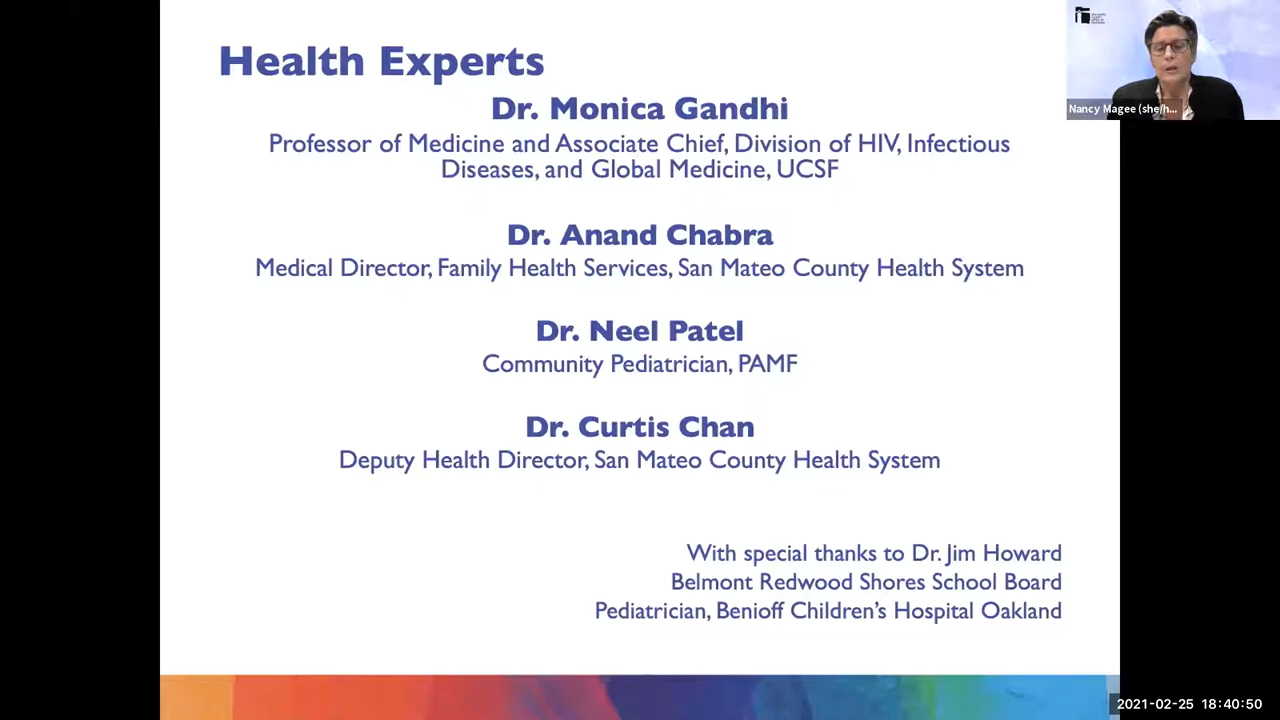 Health Experts
Dr. Monica Gandhi
Professor of Medicine and Associate Chief, Division of HIV, Infectious
Diseases, and Global Medicine, UCSF
Dr. Anand Chabra
Medical Director, Family Health Services, San Mateo County Health System
Dr. Neel Patel
Community Pediatrician, PAMF
Dr. Curtis Chan
Deputy Health Director, San Mateo County Health System
With special thanks to Dr. Jim Howard
Belmont Redwood Shores School Board
Pediatrician, Benioff Children's Hospital Oakland
Nancy Magee (she/h...
2021-02-25 18:40:50